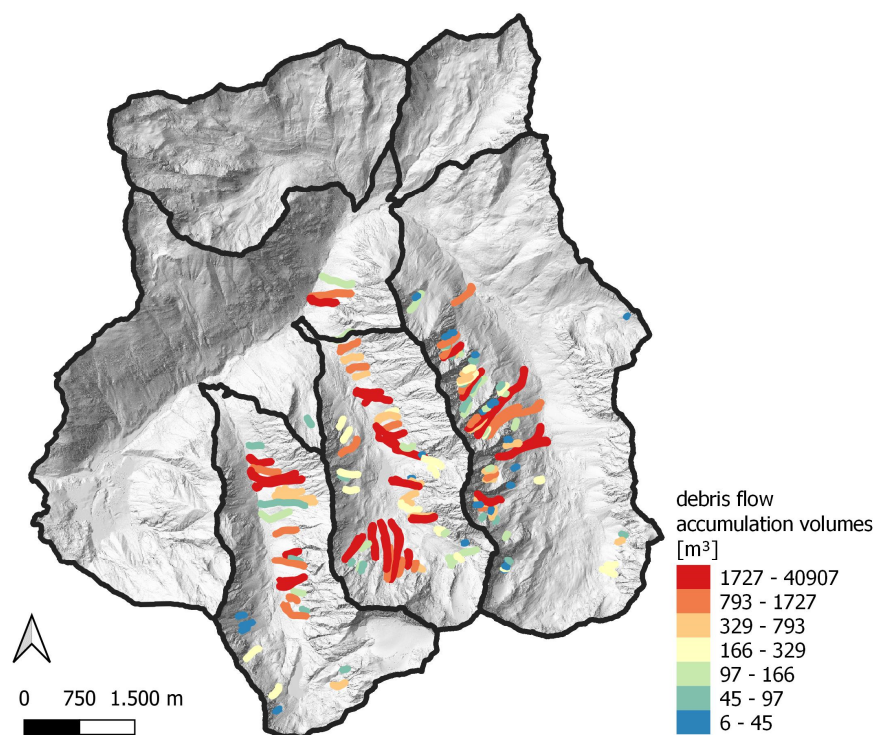 debris flow
accumulation volumes
[m³]
1727 - 40907
793 - 1727
329 - 793
166 - 329
97 - 166
45 - 97
6 - 45
0 750 1.500 m